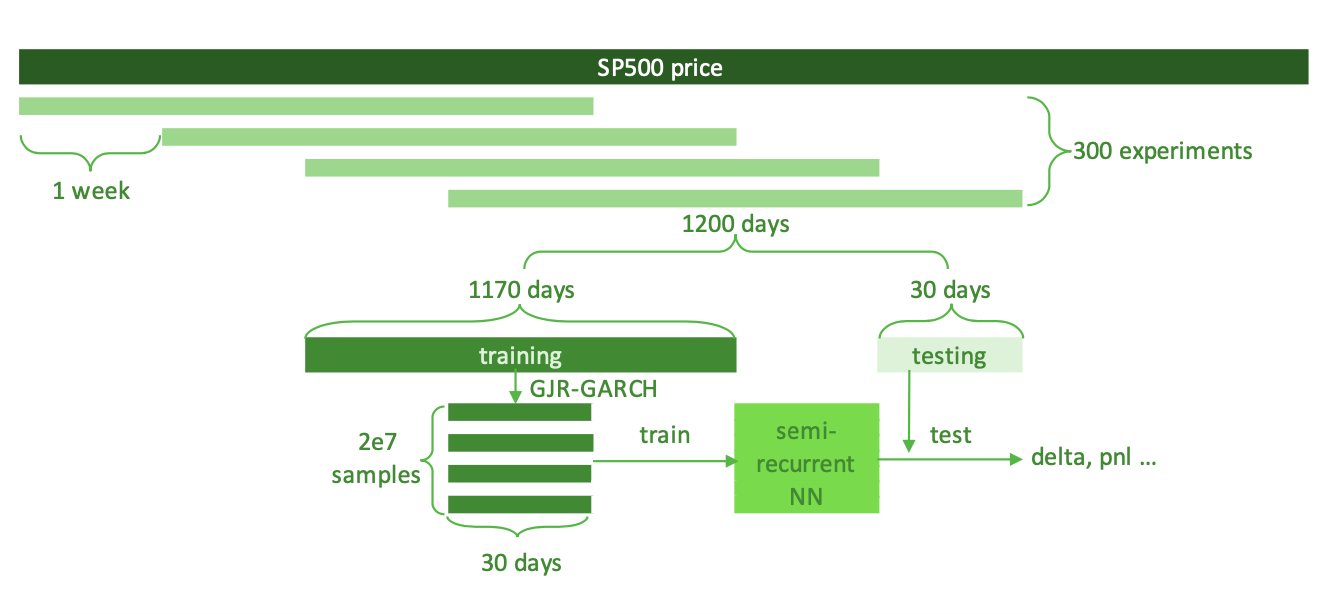 SP500 price
300 experiments
1 week
1200 days
1170 days
30 days
training
testing
GJR-GARCH
2e7
samples
train
semi-
recurrent
NN
test
delta, pnl ...
30 days